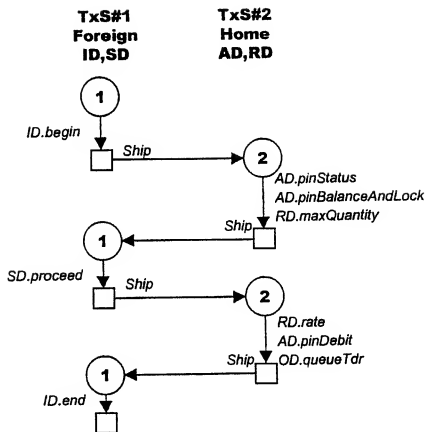 TxS#1 TxS#2
Foreign Home
ID,SD AD,RD
1
ID.begin
Ship
2
AD.pinStatus
AD.pinBalanceAndLock
RD.maxQuantity
Ship
1
SD.proceed
Ship
2
RD.rate
AD.pinDebit
OD.queueTdr
Ship
1
ID.end